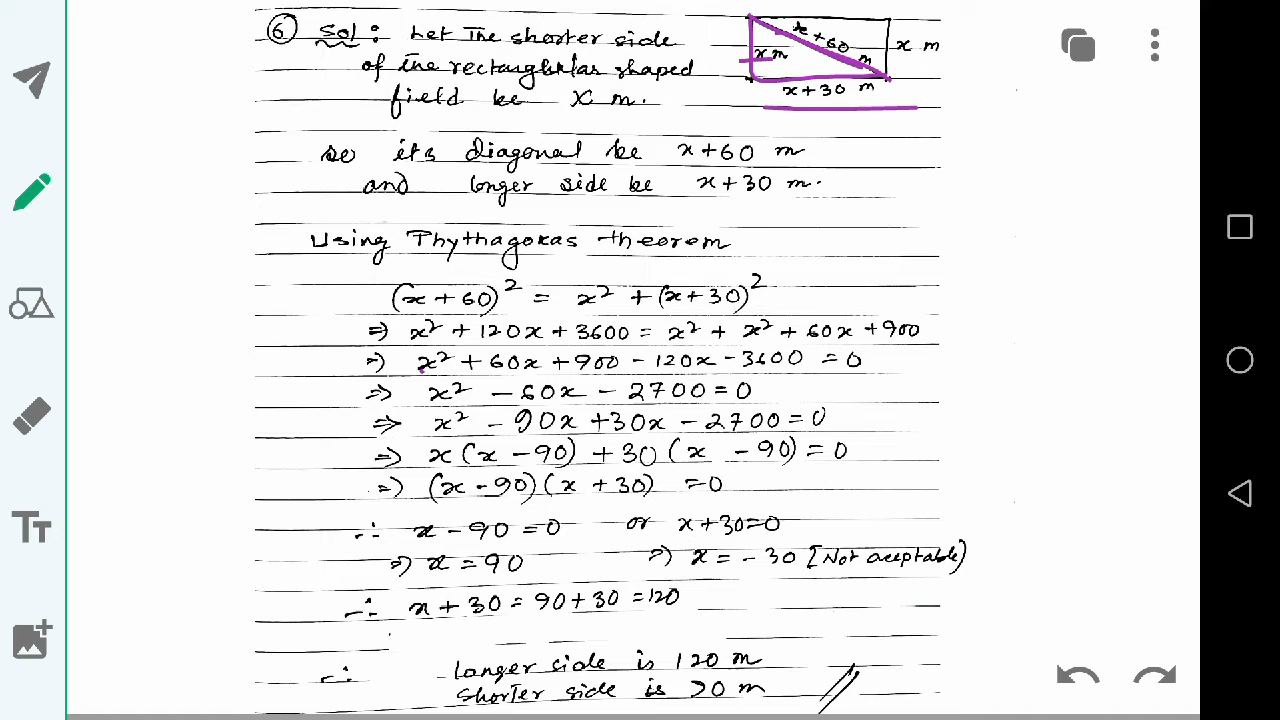 6 Sol : Let The shorter side
of the rectangular shaped
field be x m.
x + 60 m
x m
x m
x + 30 m
so its diagonal be x+60 m
and longer side be x+30 m.
Using Thythagoras theorem
(x + 60)² = x² + (x+30)²
⇒ x² + 120x + 3600 = x² + x² + 60x + 900
⇒ x² + 60x + 900 - 120x - 3600 = 0
⇒ x² - 60x - 2700 = 0
⇒ x² - 90x + 30x - 2700 = 0
⇒ x (x - 90) + 30 (x - 90) = 0
⇒ (x - 90) (x + 30) = 0
∴ x - 90 = 0 or x + 30 = 0
⇒ x = 90 ⇒ x = - 30 [Not aceptable)
∴ x + 30 = 90 + 30 = 120
∴ longer side is 120 m
shorter side is 90 m
TT